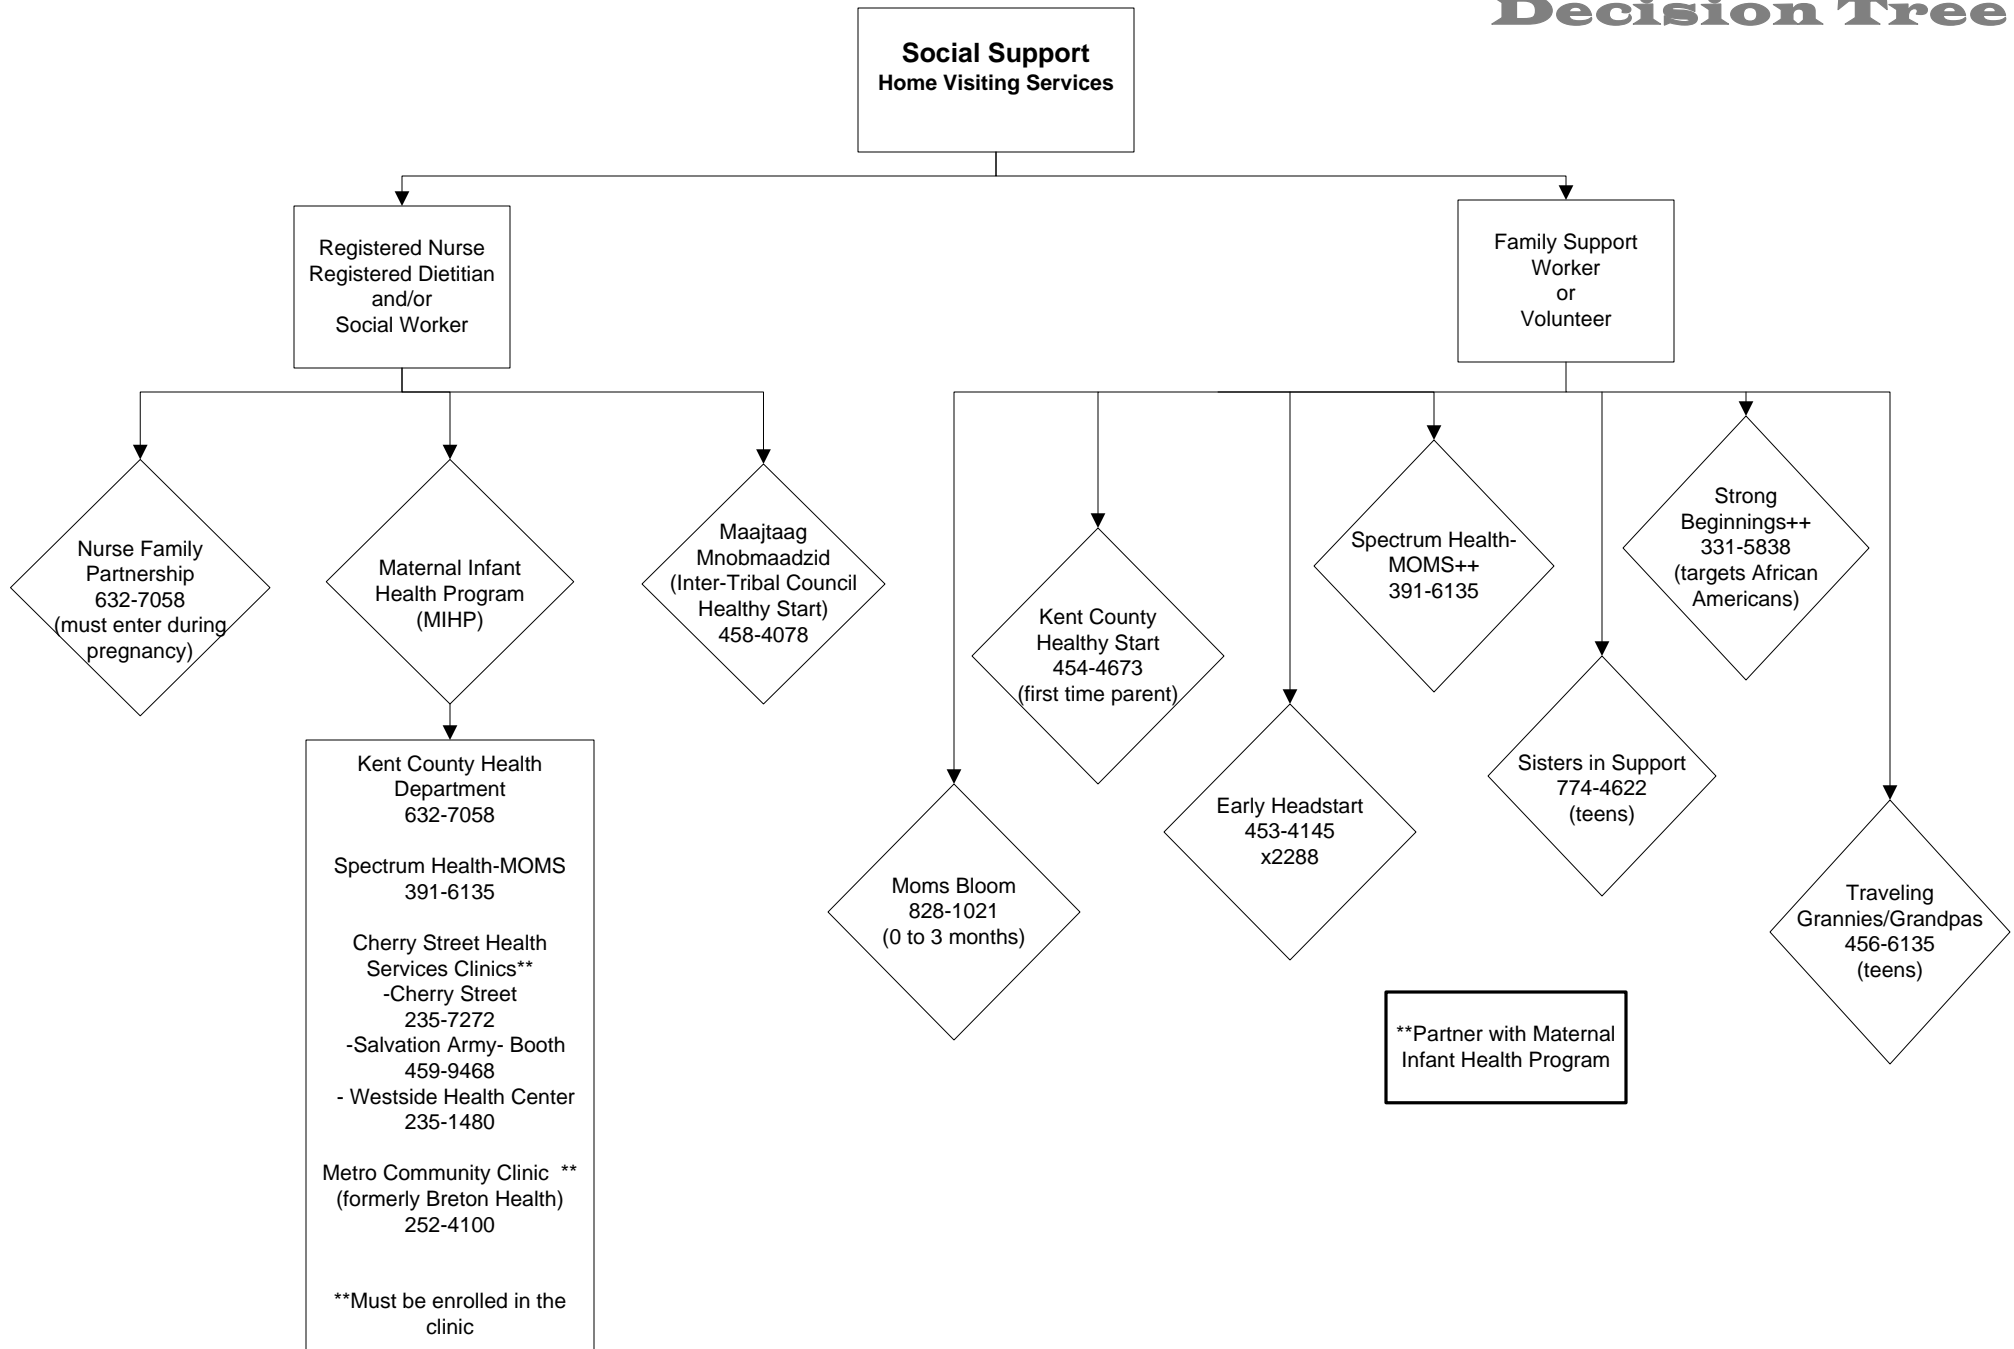 Decision Tree
Social Support
Home Visiting Services
Registered Nurse
Registered Dietitian
and/or
Social Worker
Family Support
Worker
or
Volunteer
Nurse Family
Partnership
632-7058
(must enter during
pregnancy)
Maternal Infant
Health Program
(MIHP)
Maajtaag
Mnobmaadzid
(Inter-Tribal Council
Healthy Start)
458-4078
Kent County Health
Department
632-7058
Spectrum Health-MOMS
391-6135
Cherry Street Health
Services Clinics**
-Cherry Street
235-7272
-Salvation Army- Booth
459-9468
- Westside Health Center
235-1480
Metro Community Clinic **
(formerly Breton Health)
252-4100
**Must be enrolled in the
clinic
Moms Bloom
828-1021
(0 to 3 months)
Kent County
Healthy Start
454-4673
(first time parent)
Early Headstart
453-4145
x2288
Spectrum Health-
MOMS++
391-6135
Sisters in Support
774-4622
(teens)
Strong
Beginnings++
331-5838
(targets African
Americans)
Traveling
Grannies/Grandpas
456-6135
(teens)
**Partner with Maternal
Infant Health Program